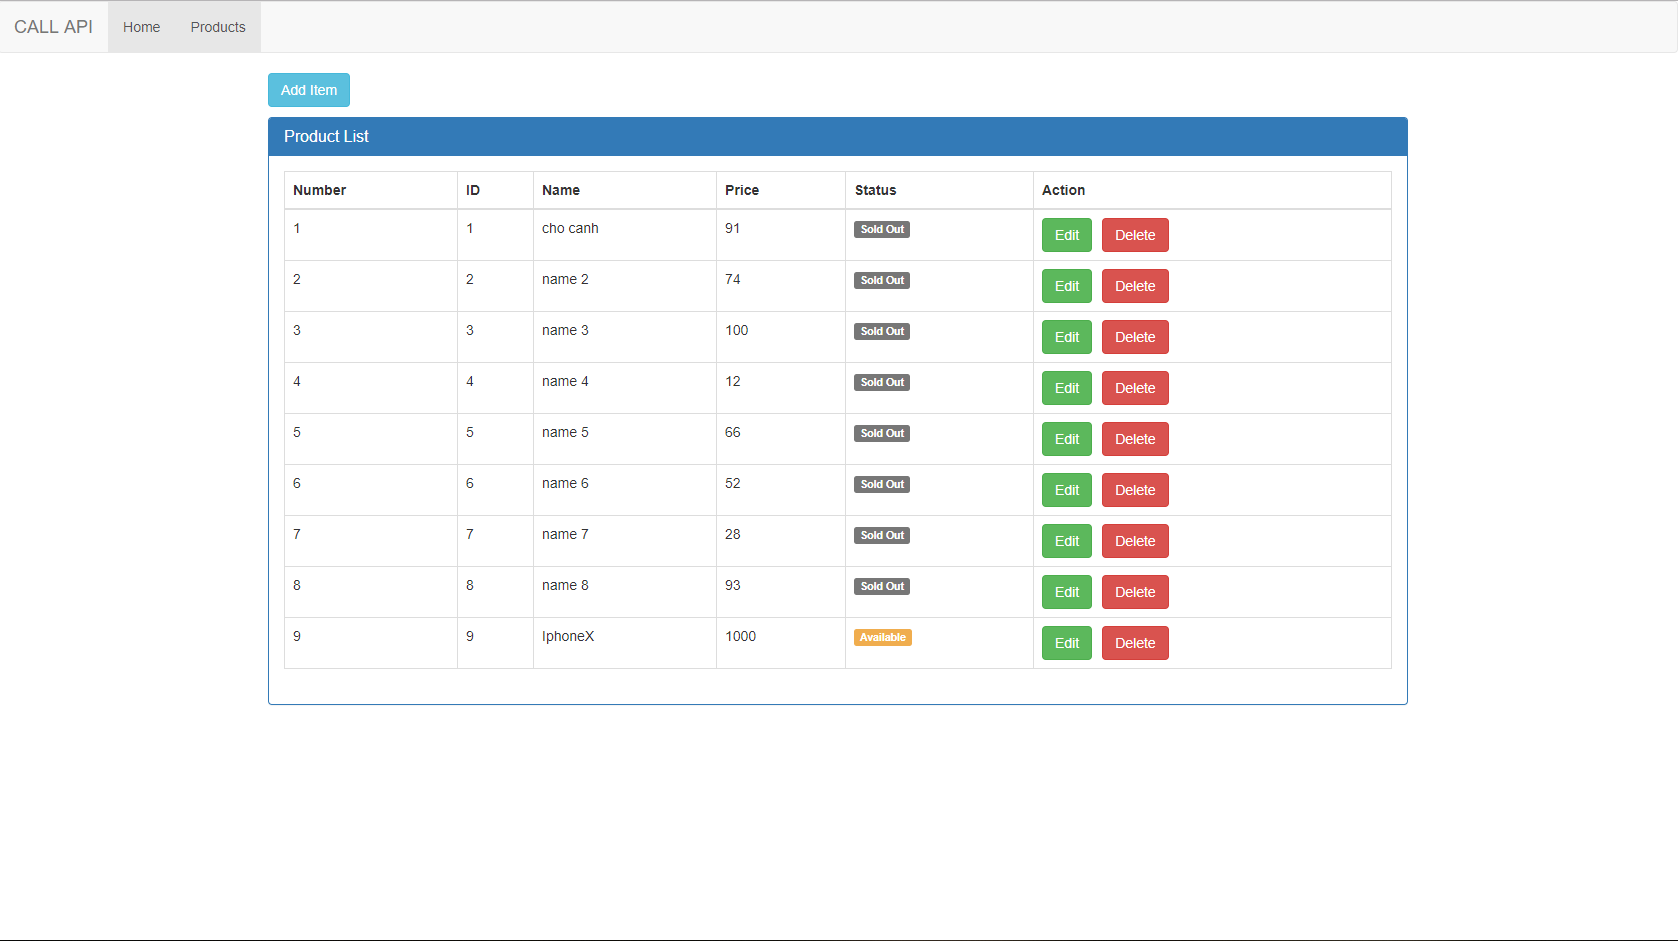 CALL API Home Products
Add Item
Product List
Number ID Name Price Status Action
1 1 cho canh 91 Sold Out Edit Delete
2 2 name 2 74 Sold Out Edit Delete
3 3 name 3 100 Sold Out Edit Delete
4 4 name 4 12 Sold Out Edit Delete
5 5 name 5 66 Sold Out Edit Delete
6 6 name 6 52 Sold Out Edit Delete
7 7 name 7 28 Sold Out Edit Delete
8 8 name 8 93 Sold Out Edit Delete
9 9 IphoneX 1000 Available Edit Delete